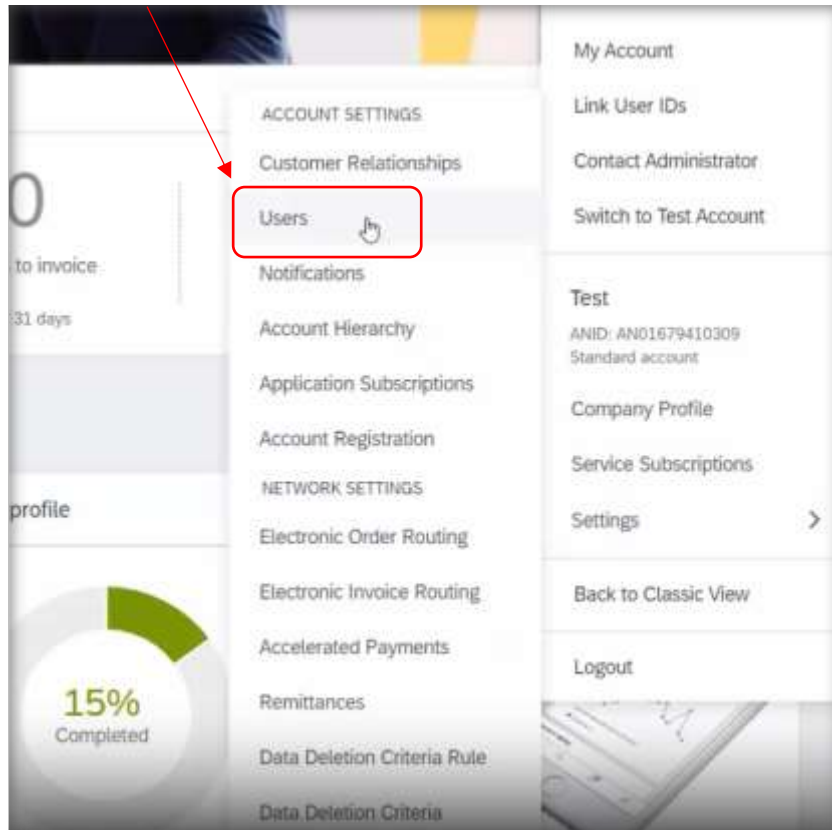 0
to invoice
31 days
profile
15%
Completed
ACCOUNT SETTINGS
Customer Relationships
Users
Notifications
Account Hierarchy
Application Subscriptions
Account Registration
NETWORK SETTINGS
Electronic Order Routing
Electronic Invoice Routing
Accelerated Payments
Remittances
Data Deletion Criteria Rule
Data Deletion Criteria
My Account
Link User IDs
Contact Administrator
Switch to Test Account
Test
ANID: AN01679410309
Standard account
Company Profile
Service Subscriptions
Settings
Back to Classic View
Logout